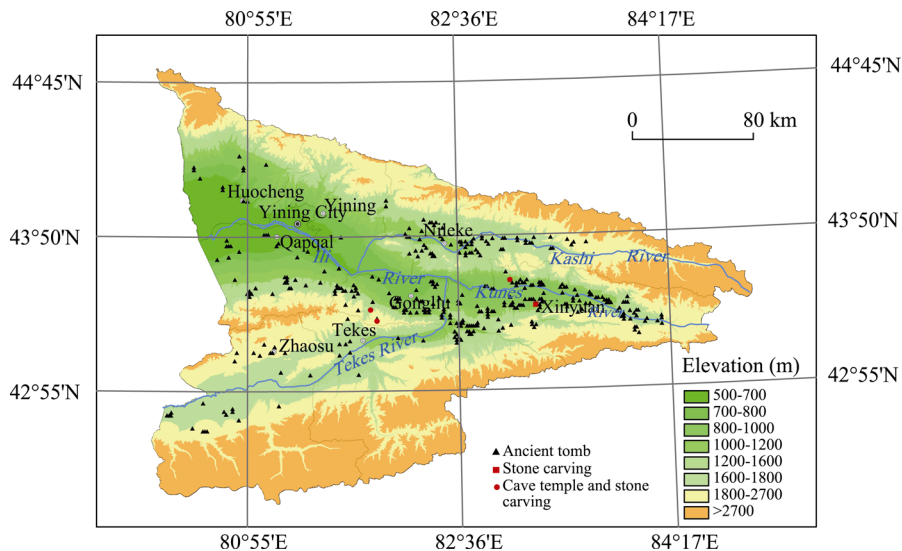 80°55'E 82°36'E 84°17'E
44°45'N 44°45'N
0 80 km
Huocheng
Yining
Yining City
Nileke
43°50'N 43°50'N
Qapqal
Ili
Kashi River
River
Kunes
Gongliu
Xinyuan
River
Tekes
Zhaosu
Tekes River
42°55'N 42°55'N
Elevation (m)
500-700
700-800
800-1000
1000-1200
1200-1600
1600-1800
1800-2700
>2700
Ancient tomb
Stone carving
Cave temple and stone
carving
80°55'E 82°36'E 84°17'E